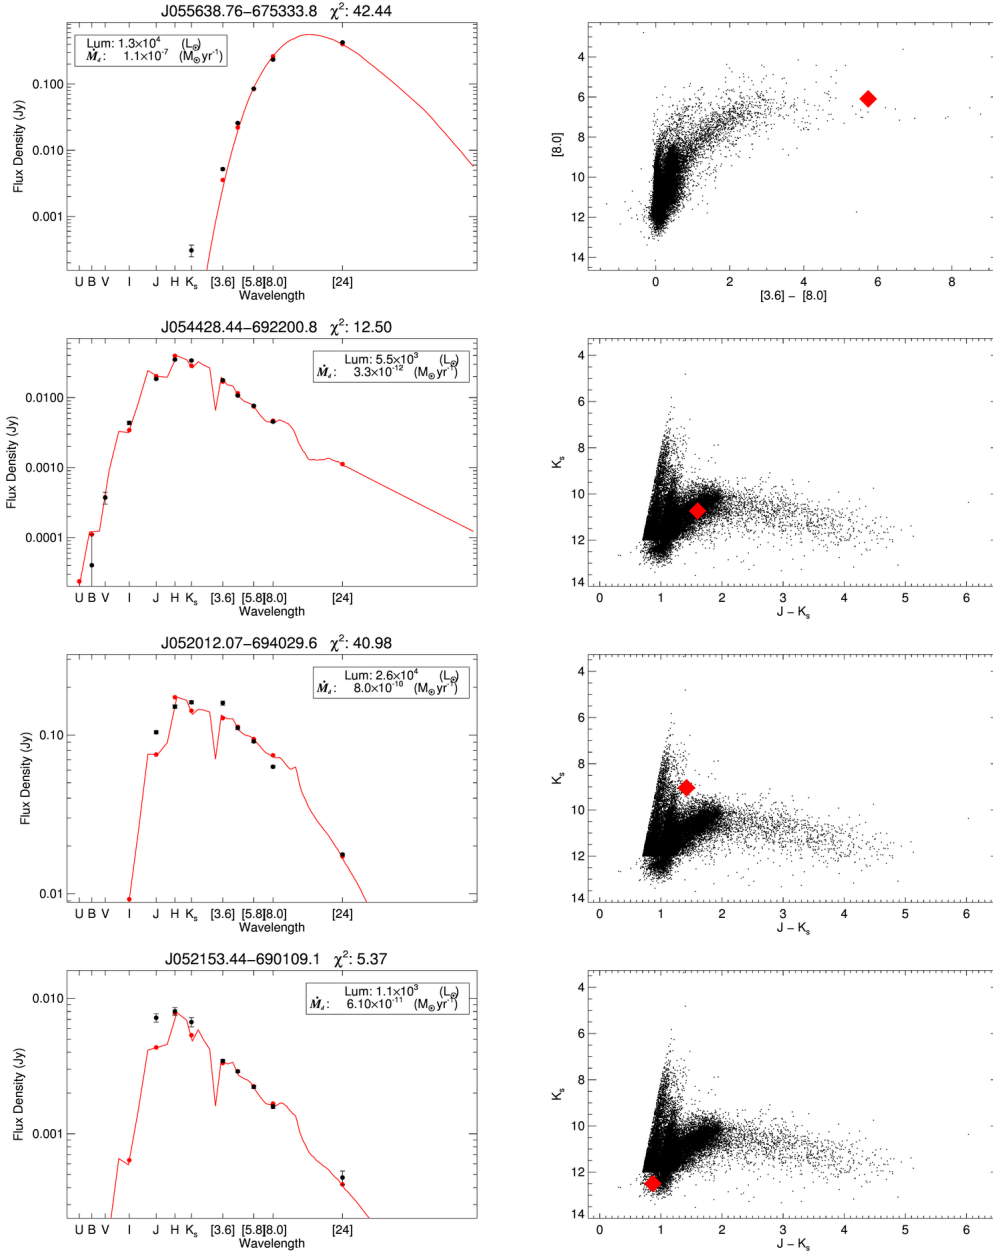 J055638.76−675333.8 χ²: 42.44
Lum: 1.3×10⁴ (L⊙)
Ṁd: 1.1×10⁻⁷ (M⊙yr⁻¹)
0.100
0.010
0.001
Flux Density (Jy)
U B V I J H Ks [3.6] [5.8][8.0] [24]
Wavelength
4
6
8
10
12
14
[8.0]
0 2 4 6 8
[3.6] − [8.0]
J054428.44−692200.8 χ²: 12.50
Lum: 5.5×10³ (L⊙)
Ṁd: 3.3×10⁻¹² (M⊙yr⁻¹)
0.0100
0.0010
0.0001
Flux Density (Jy)
U B V I J H Ks [3.6] [5.8][8.0] [24]
Wavelength
4
6
8
10
12
14
Ks
0 1 2 3 4 5 6
J − Ks
J052012.07−694029.6 χ²: 40.98
Lum: 2.6×10⁴ (L⊙)
Ṁd: 8.0×10⁻¹⁰ (M⊙yr⁻¹)
0.10
0.01
Flux Density (Jy)
U B V I J H Ks [3.6] [5.8][8.0] [24]
Wavelength
4
6
8
10
12
14
Ks
0 1 2 3 4 5 6
J − Ks
J052153.44−690109.1 χ²: 5.37
Lum: 1.1×10³ (L⊙)
Ṁd: 6.10×10⁻¹¹ (M⊙yr⁻¹)
0.010
0.001
Flux Density (Jy)
U B V I J H Ks [3.6] [5.8][8.0] [24]
Wavelength
4
6
8
10
12
14
Ks
0 1 2 3 4 5 6
J − Ks